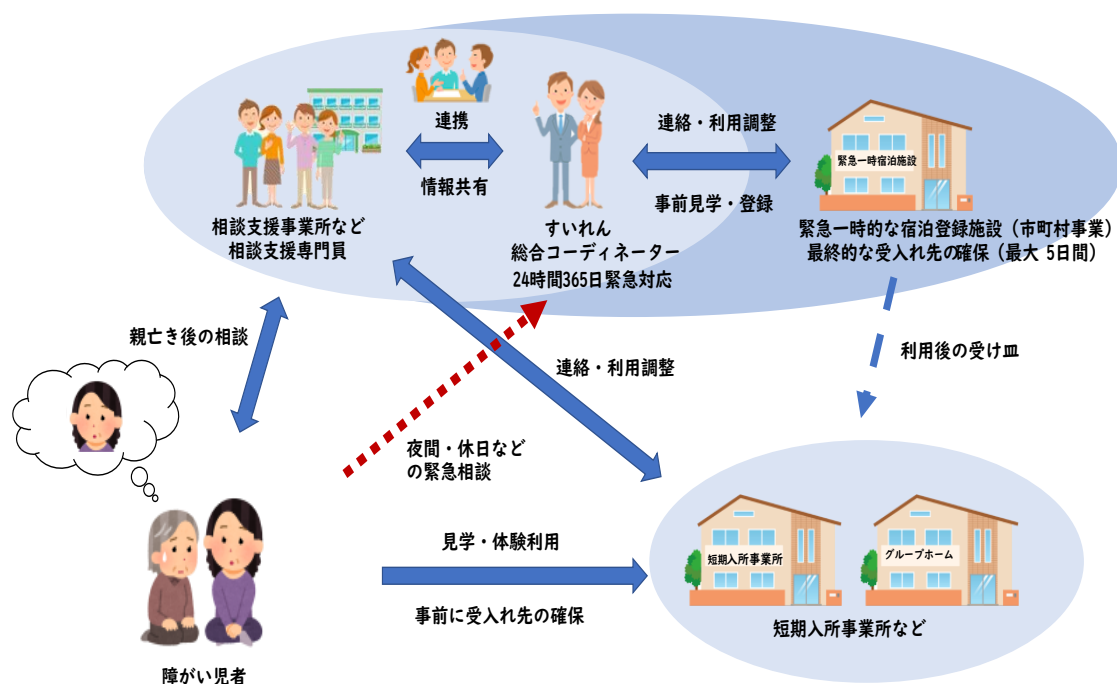 連携
情報共有
相談支援事業所など
相談支援専門員
すいれん
総合コーディネーター
24時間365日緊急対応
連絡・利用調整
事前見学・登録
緊急一時宿泊施設
緊急一時的な宿泊登録施設（市町村事業）
最終的な受入れ先の確保（最大 5日間）
親亡き後の相談
連絡・利用調整
利用後の受け皿
夜間・休日など
の緊急相談
見学・体験利用
事前に受入れ先の確保
短期入所事業所
グループホーム
短期入所事業所など
障がい児者